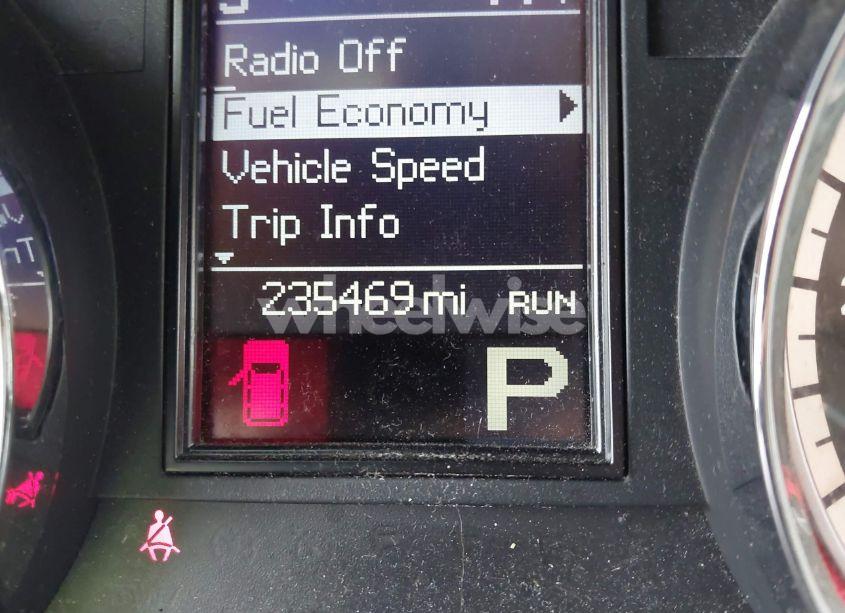 Radio Off
Fuel Economy
Vehicle Speed
Trip Info
235469 mi RUN
wheelwise
P